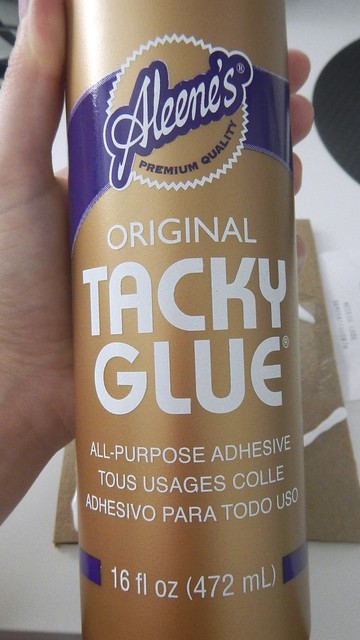 Aleene's®
PREMIUM QUALITY
ORIGINAL
TACKY
GLUE®
ALL-PURPOSE ADHESIVE
TOUS USAGES COLLE
ADHESIVO PARA TODO USO
16 fl oz (472 mL)